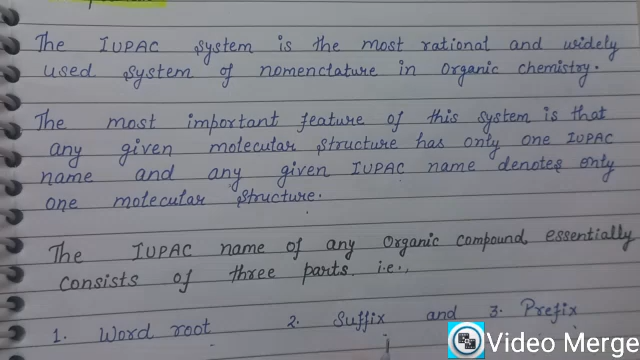 The IUPAC system is the most rational and widely
used system of nomenclature in organic chemistry.
The most important feature of this system is that
any given molecular structure has only one IUPAC
name and any given IUPAC name denotes only
one molecular structure.
The IUPAC name of any organic compound essentially
consists of three parts i.e.,
1. Word root 2. Suffix and 3. Prefix
Video Merge